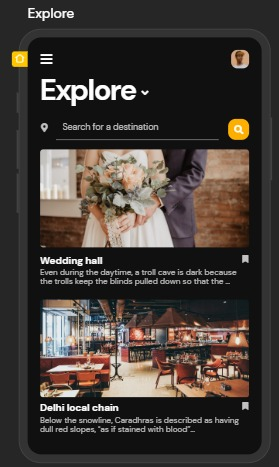 Explore
Explore
Search for a destination
Wedding hall
Even during the daytime, a troll cave is dark because
the trolls keep the blinds pulled down so that the ...
Delhi local chain
Below the snowline, Caradhras is described as having
dull red slopes, "as if stained with blood"...